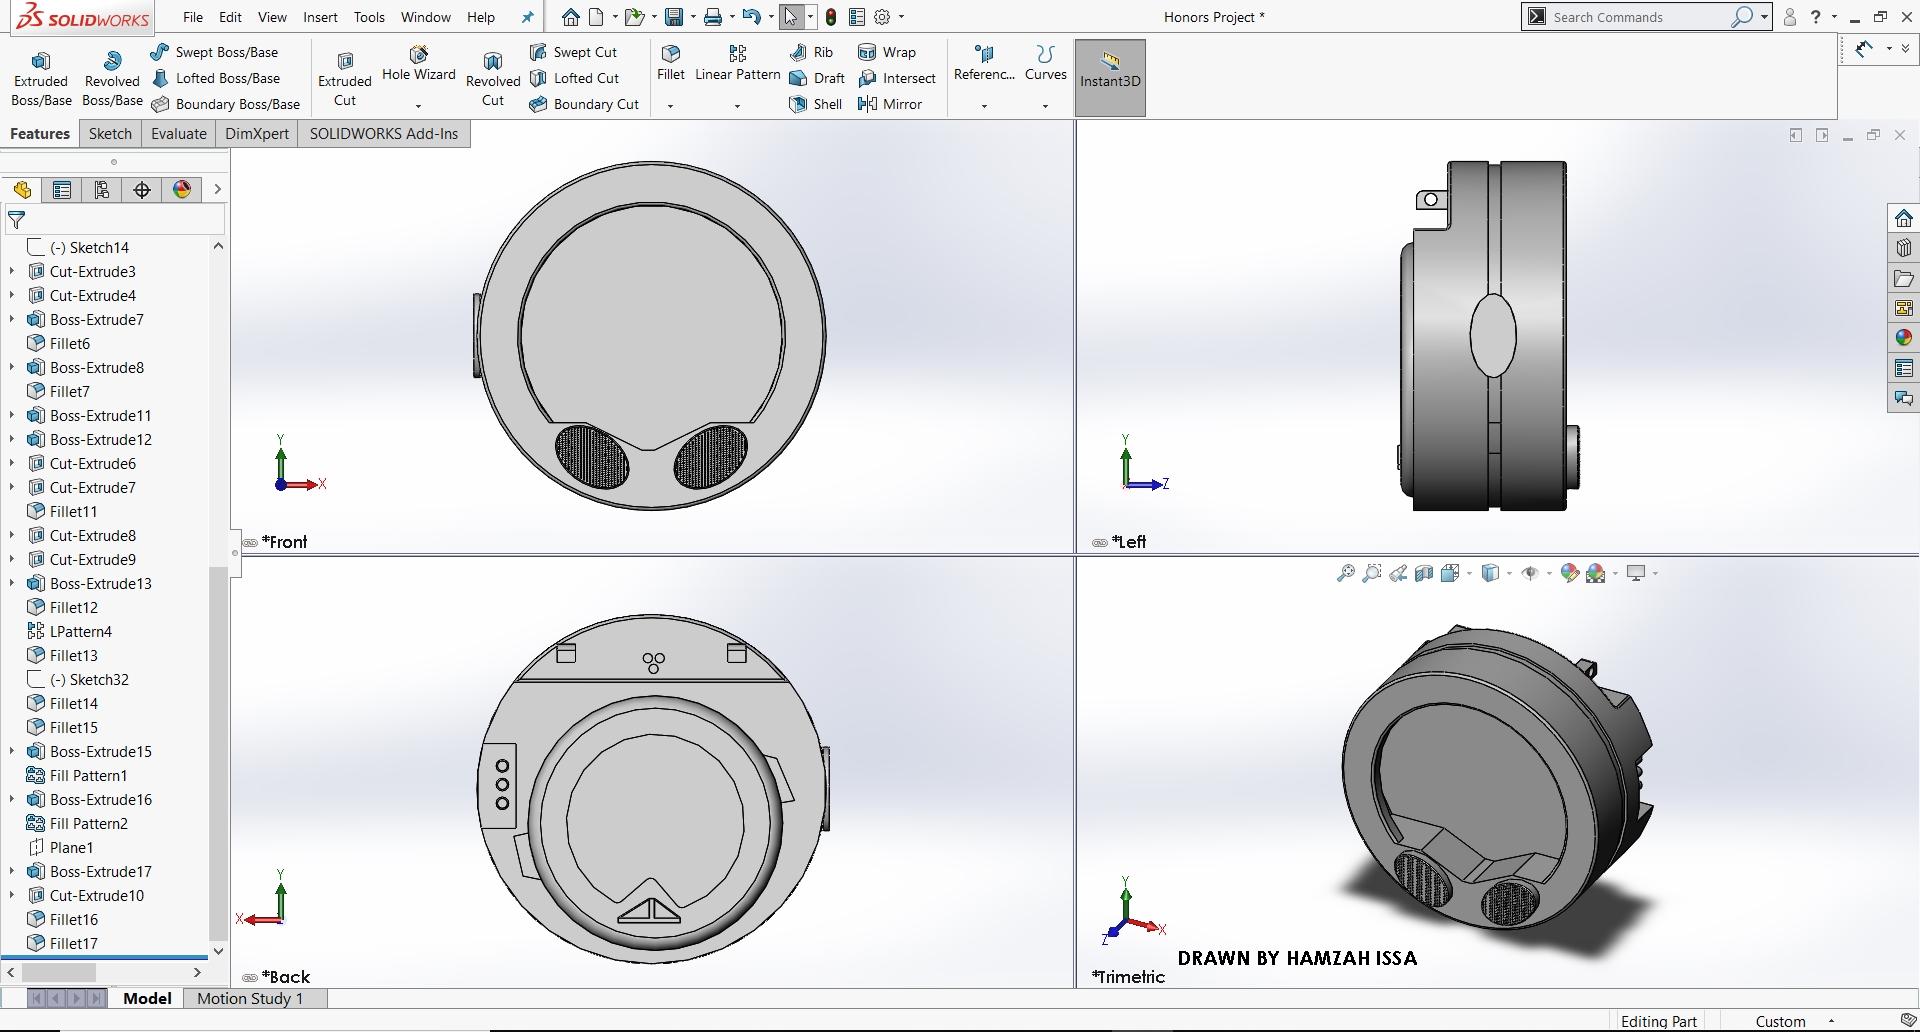 SOLIDWORKS
File Edit View Insert Tools Window Help
Honors Project *
Search Commands
Extruded Boss/Base
Revolved Boss/Base
Swept Boss/Base
Lofted Boss/Base
Boundary Boss/Base
Extruded Cut
Hole Wizard
Revolved Cut
Swept Cut
Lofted Cut
Boundary Cut
Fillet
Linear Pattern
Rib
Draft
Shell
Wrap
Intersect
Mirror
Referenc...
Curves
Instant3D
Features Sketch Evaluate DimXpert SOLIDWORKS Add-Ins
(-) Sketch14
Cut-Extrude3
Cut-Extrude4
Boss-Extrude7
Fillet6
Boss-Extrude8
Fillet7
Boss-Extrude11
Boss-Extrude12
Cut-Extrude6
Cut-Extrude7
Fillet11
Cut-Extrude8
Cut-Extrude9
Boss-Extrude13
Fillet12
LPattern4
Fillet13
(-) Sketch32
Fillet14
Fillet15
Boss-Extrude15
Fill Pattern1
Boss-Extrude16
Fill Pattern2
Plane1
Boss-Extrude17
Cut-Extrude10
Fillet16
Fillet17
Y
X
*Front
Y
Z
*Left
Y
X
*Back
Y
X
Z
*Trimetric
DRAWN BY HAMZAH ISSA
Model Motion Study 1
Editing Part Custom